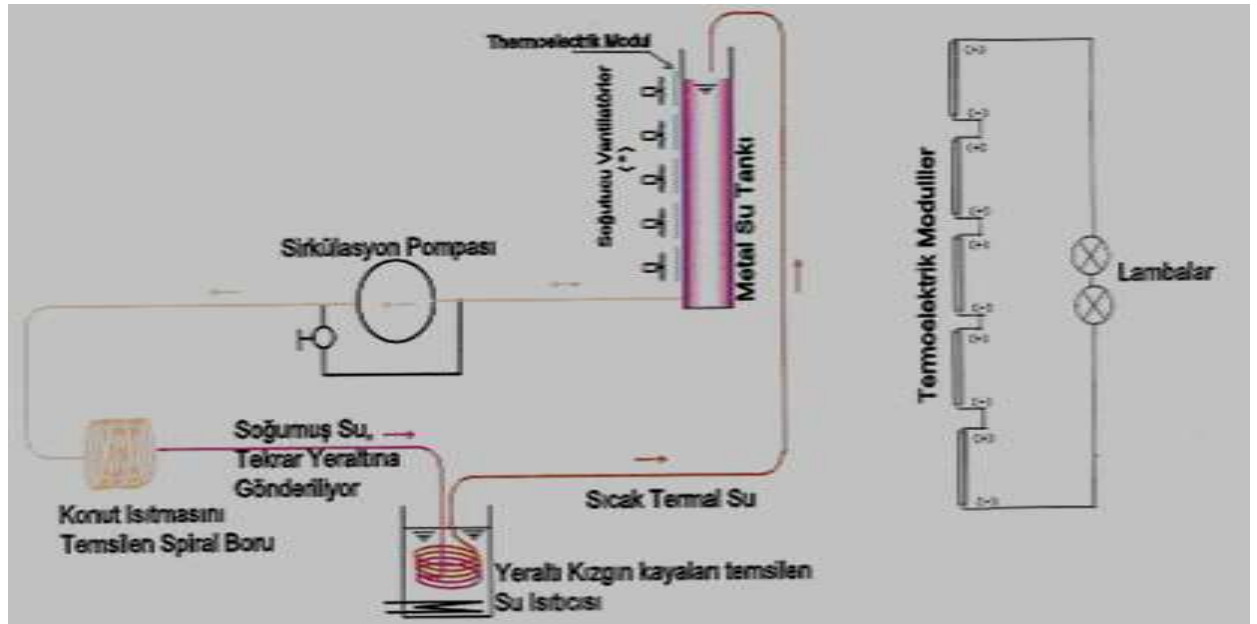 Thermoelectrik Modul
Soğutucu Vantilatörler
(*)
Metal Su Tankı
Sirkülasyon Pompası
Termoelektrik Modüller
Lambalar
Soğumuş Su,
Tekrar Yeraltına
Gönderiliyor
Sıcak Termal Su
Konut Isıtmasını
Temsilen Spiral Boru
Yeraltı Kızgın kayaları temsilen
Su Isıtıcısı